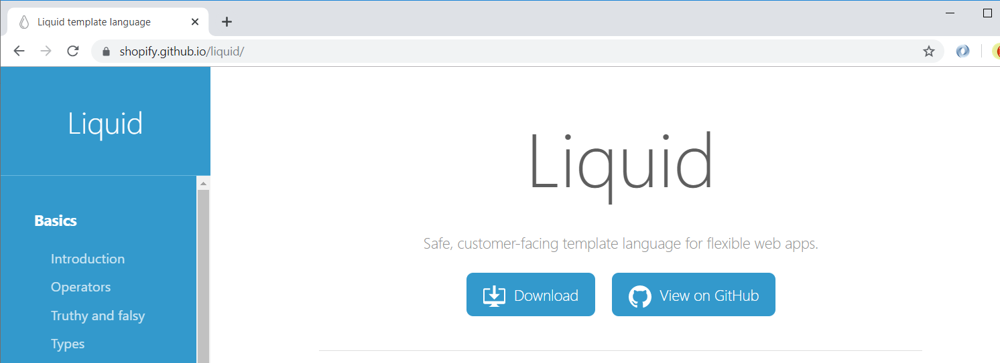 Liquid template language
shopify.github.io/liquid/
Liquid
Basics
Introduction
Operators
Truthy and falsy
Types
Liquid
Safe, customer-facing template language for flexible web apps.
Download
View on GitHub